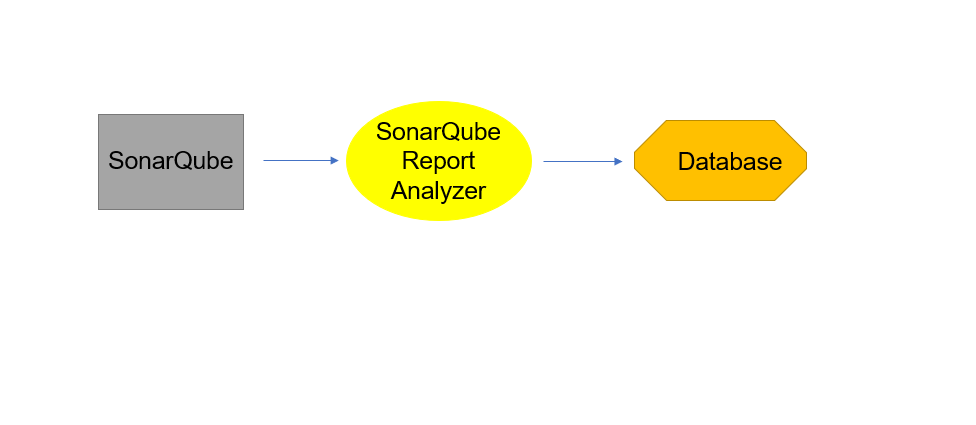 SonarQube
SonarQube
Report
Analyzer
Database